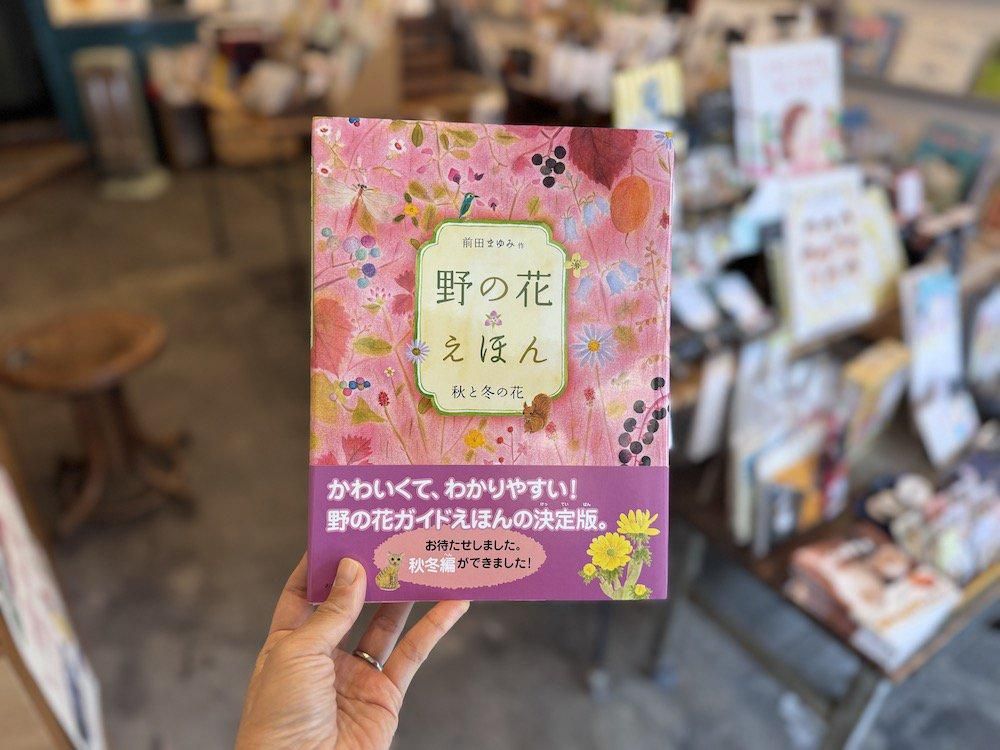 前田まゆみ 作
野の花
えほん
秋と冬の花
かわいくて、わかりやすい!
野の花ガイドえほんの決定版。
お待たせしました。
秋冬編ができました!